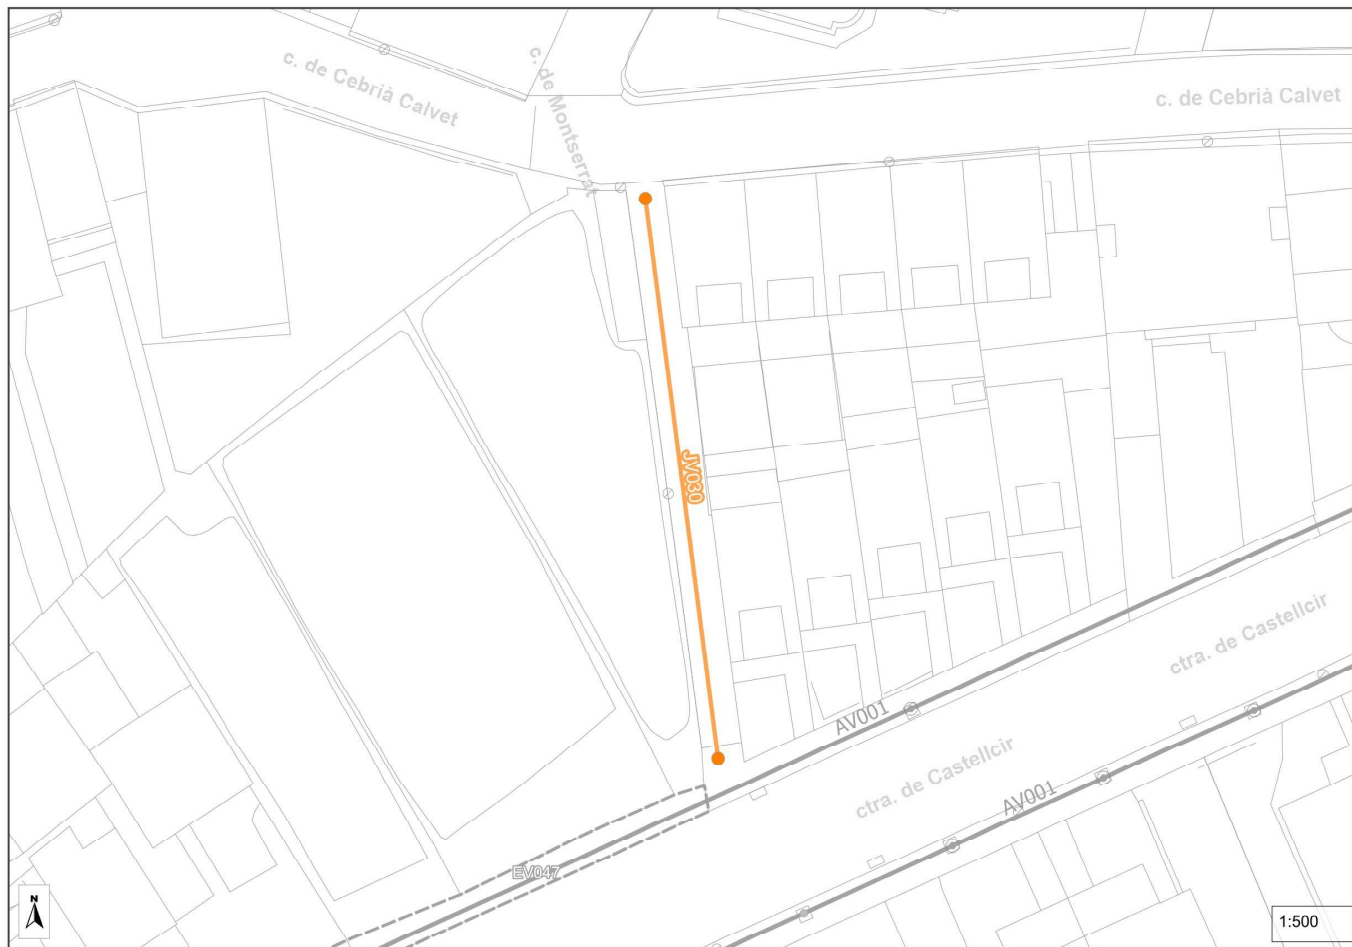 c. de Cebrià Calvet
c. de Montserrat
c. de Cebrià Calvet
JV030
ctra. de Castellcir
AV001
ctra. de Castellcir
AV001
EV047
N
1:500